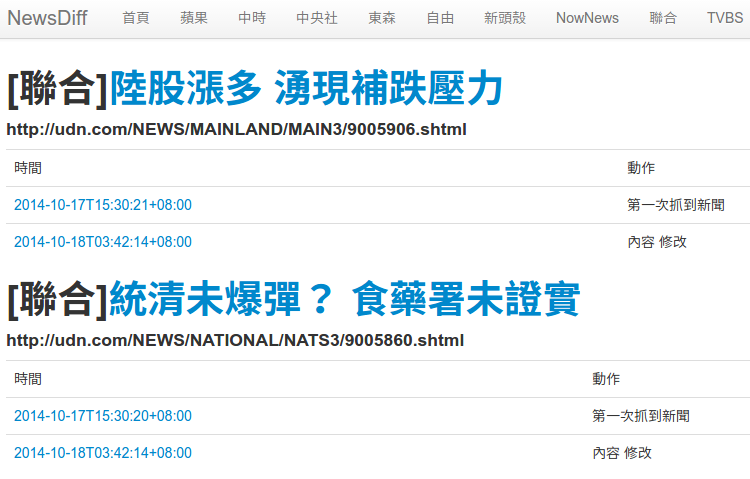 NewsDiff 首頁 蘋果 中時 中央社 東森 自由 新頭殼 NowNews 聯合 TVBS
[聯合]陸股漲多 湧現補跌壓力
http://udn.com/NEWS/MAINLAND/MAIN3/9005906.shtml
時間 動作
2014-10-17T15:30:21+08:00 第一次抓到新聞
2014-10-18T03:42:14+08:00 內容 修改
[聯合]統清未爆彈？ 食藥署未證實
http://udn.com/NEWS/NATIONAL/NATS3/9005860.shtml
時間 動作
2014-10-17T15:30:20+08:00 第一次抓到新聞
2014-10-18T03:42:14+08:00 內容 修改